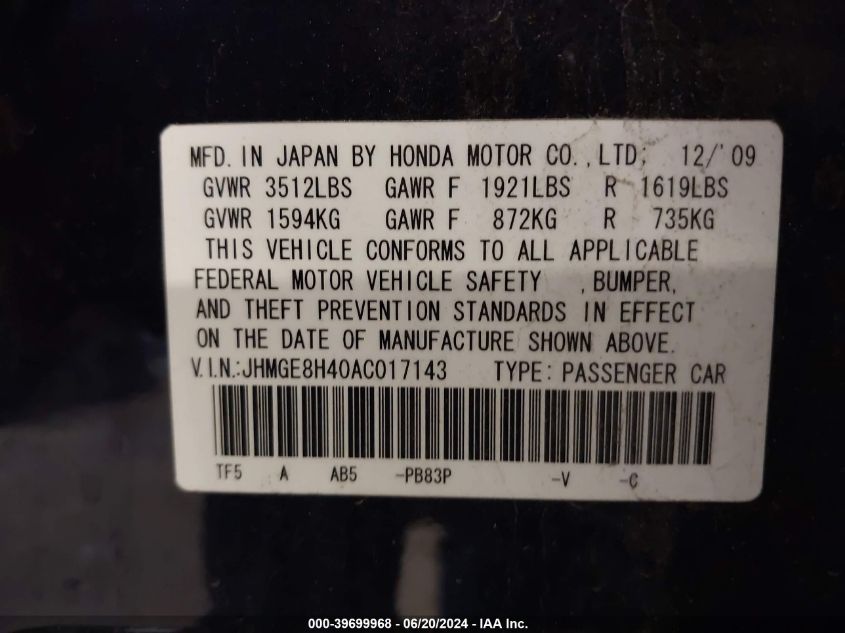 MFD. IN JAPAN BY HONDA MOTOR CO.,LTD; 12/'09
GVWR 3512LBS GAWR F 1921LBS R 1619LBS
GVWR 1594KG GAWR F 872KG R 735KG
THIS VEHICLE CONFORMS TO ALL APPLICABLE
FEDERAL MOTOR VEHICLE SAFETY ,BUMPER,
AND THEFT PREVENTION STANDARDS IN EFFECT
ON THE DATE OF MANUFACTURE SHOWN ABOVE.
V.I.N.:JHMGE8H40AC017143 TYPE: PASSENGER CAR
TF5 A AB5 -PB83P -V -C
000-39699968 - 06/20/2024 - IAA Inc.